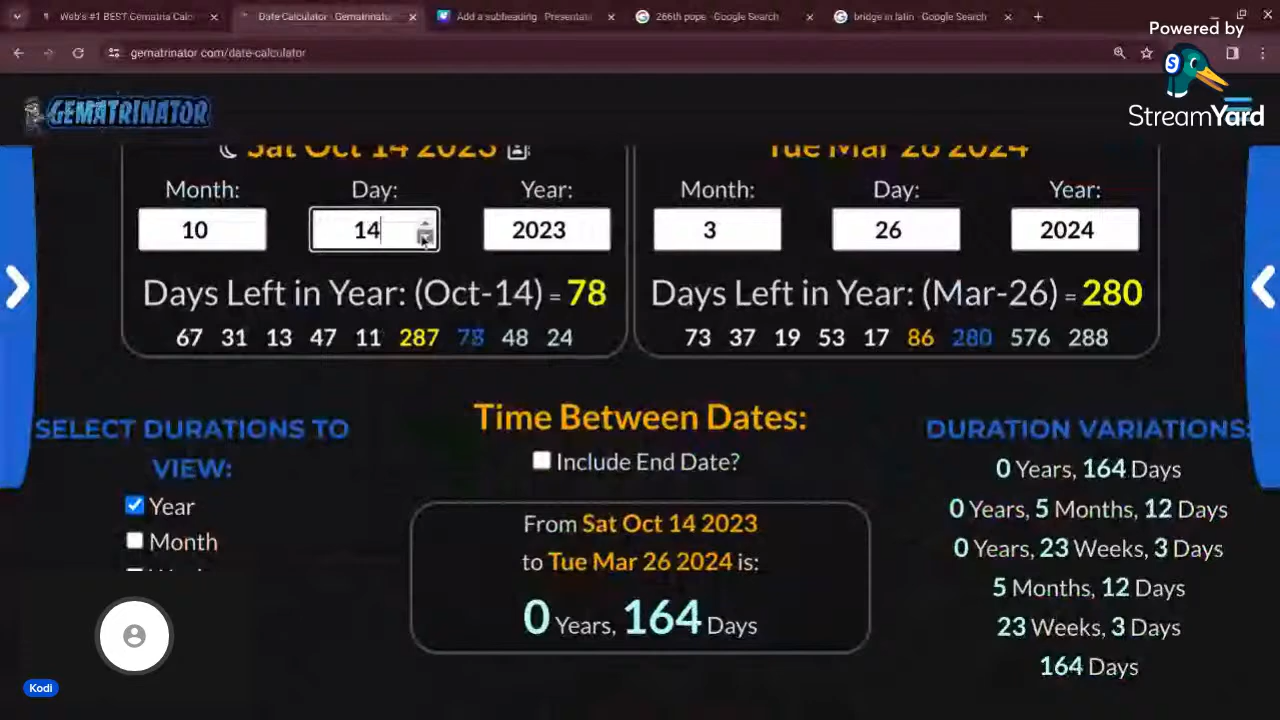 Web's #1 BEST Gematria Calc
Date Calculator - Gematrinato
Add a subheading - Presentati
266th pope - Google Search
bridge in latin - Google Search
Powered by
gematrinator.com/date-calculator
GEMATRINATOR
StreamYard
Sat Oct 14 2023
Tue Mar 26 2024
Month:
Day:
Year:
Month:
Day:
Year:
10
14
2023
3
26
2024
Days Left in Year: (Oct-14) = 78
Days Left in Year: (Mar-26) = 280
67 31 13 47 11 287 78 48 24
73 37 19 53 17 86 280 576 288
SELECT DURATIONS TO
VIEW:
Year
Month
Time Between Dates:
Include End Date?
From Sat Oct 14 2023
to Tue Mar 26 2024 is:
0 Years, 164 Days
DURATION VARIATIONS:
0 Years, 164 Days
0 Years, 5 Months, 12 Days
0 Years, 23 Weeks, 3 Days
5 Months, 12 Days
23 Weeks, 3 Days
164 Days
Kodi